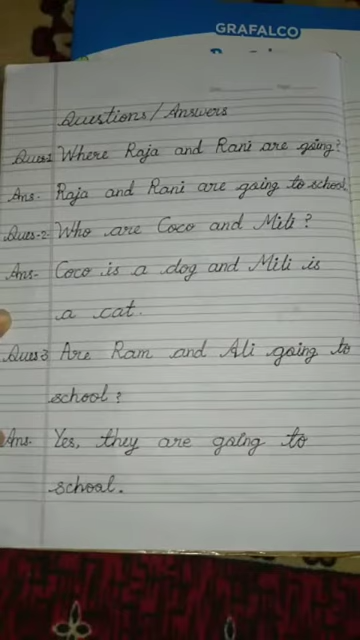 GRAFALCO
Questions/Answers
Ques1 Where Raja and Rani are going?
Ans- Raja and Rani are going to school
Ques-2- Who are Coco and Mili?
Ans- Coco is a dog and Mili is
a cat.
Ques3 Are Ram and Ali going to
school?
Ans- Yes, they are going to
school.